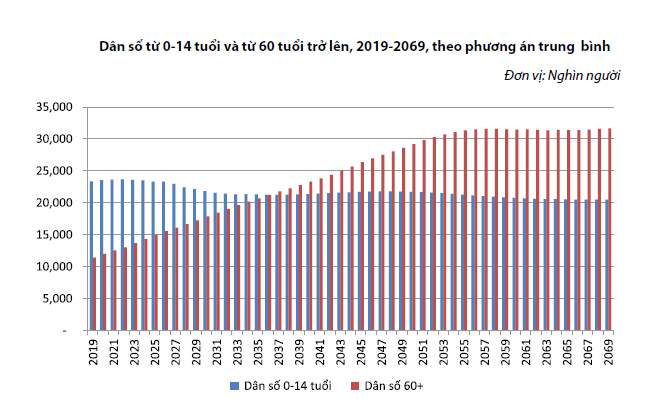 Dân số từ 0-14 tuổi và từ 60 tuổi trở lên, 2019-2069, theo phương án trung bình
Đơn vị: Nghìn người
35,000
30,000
25,000
20,000
15,000
10,000
5,000
-
2019 2021 2023 2025 2027 2029 2031 2033 2035 2037 2039 2041 2043 2045 2047 2049 2051 2053 2055 2057 2059 2061 2063 2065 2067 2069
Dân số 0-14 tuổi Dân số 60+